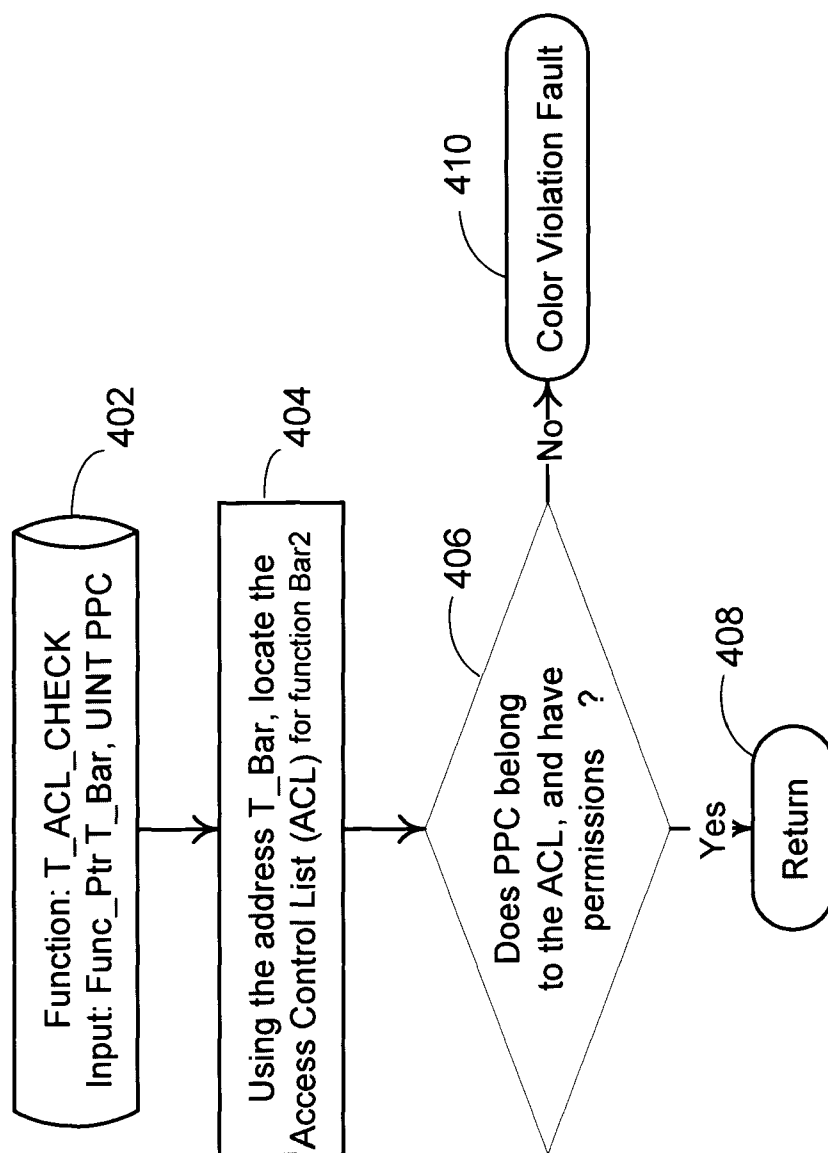 402
Function: T_ACL_CHECK
Input: Func_Ptr T_Bar, UINT PPC
404
Using the address T_Bar, locate the
Access Control List (ACL) for function Bar2
406
Does PPC belong
to the ACL, and have
permissions ?
No
410
Color Violation Fault
Yes
408
Return